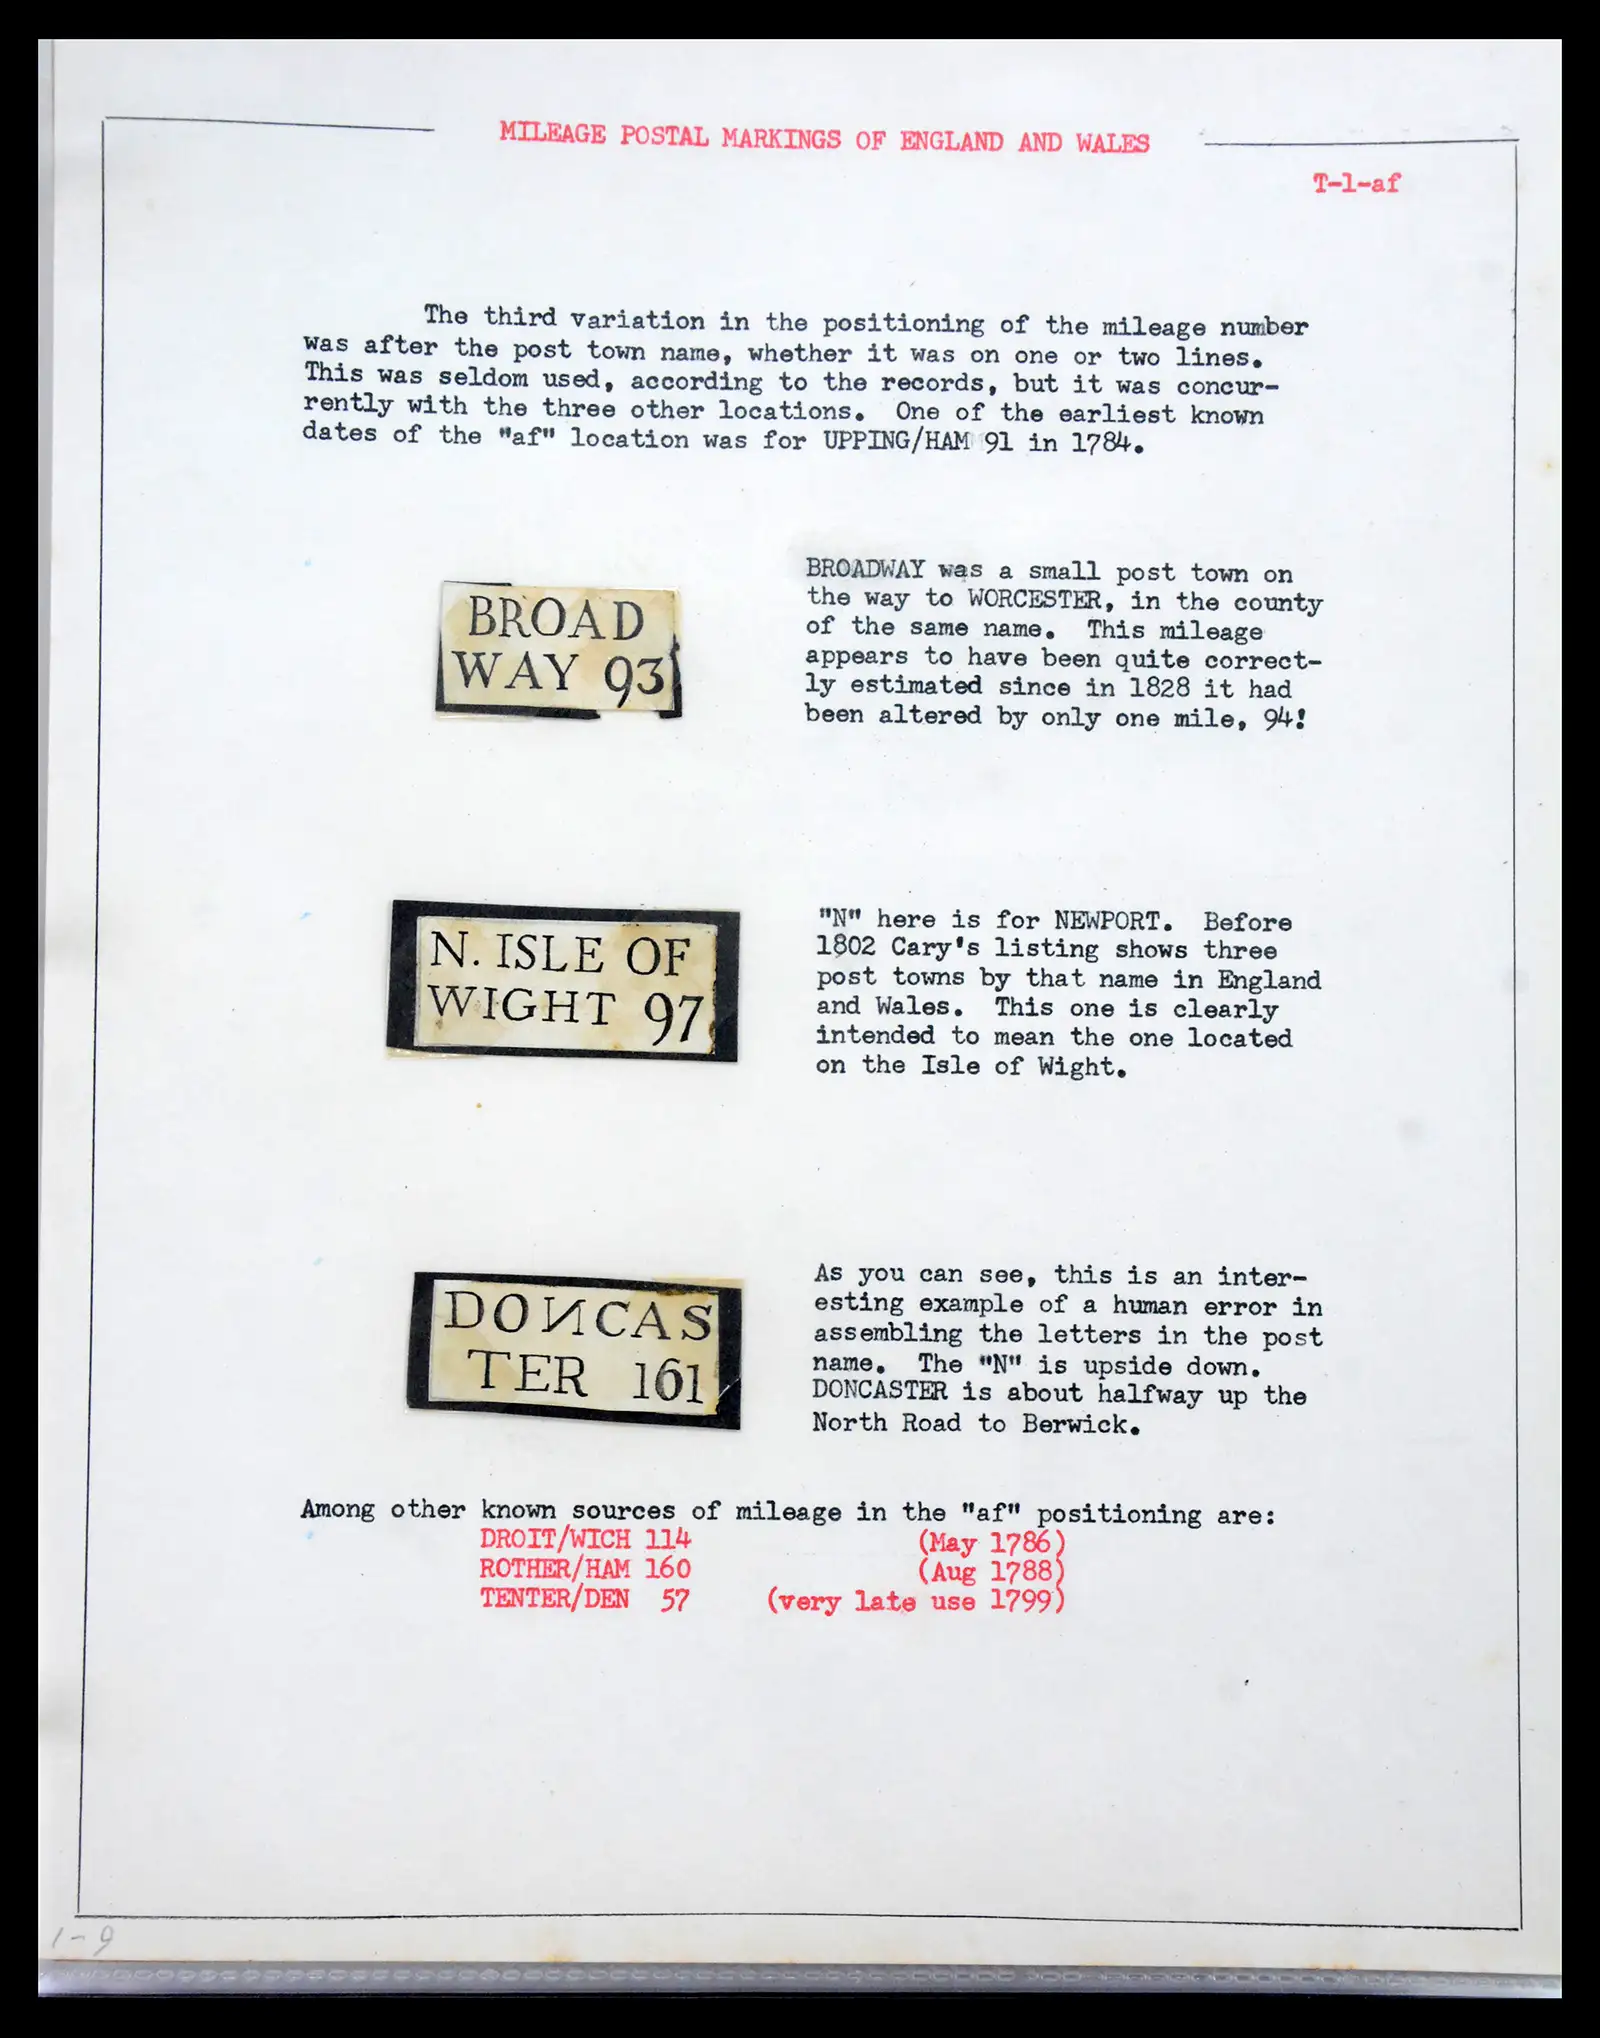 MILEAGE POSTAL MARKINGS OF ENGLAND AND WALES
T-1-af
The third variation in the positioning of the mileage number
was after the post town name, whether it was on one or two lines.
This was seldom used, according to the records, but it was concur-
rently with the three other locations. One of the earliest known
dates of the "af" location was for UPPING/HAM 91 in 1784.
BROAD
WAY 93
BROADWAY was a small post town on
the way to WORCESTER, in the county
of the same name. This mileage
appears to have been quite correct-
ly estimated since in 1828 it had
been altered by only one mile, 94!
N. ISLE OF
WIGHT 97
"N" here is for NEWPORT. Before
1802 Cary's listing shows three
post towns by that name in England
and Wales. This one is clearly
intended to mean the one located
on the Isle of Wight.
DONCAS
TER 161
As you can see, this is an inter-
esting example of a human error in
assembling the letters in the post
name. The "N" is upside down.
DONCASTER is about halfway up the
North Road to Berwick.
Among other known sources of mileage in the "af" positioning are:
DROIT/WICH 114 (May 1786)
ROTHER/HAM 160 (Aug 1788)
TENTER/DEN 57 (very late use 1799)
1-9